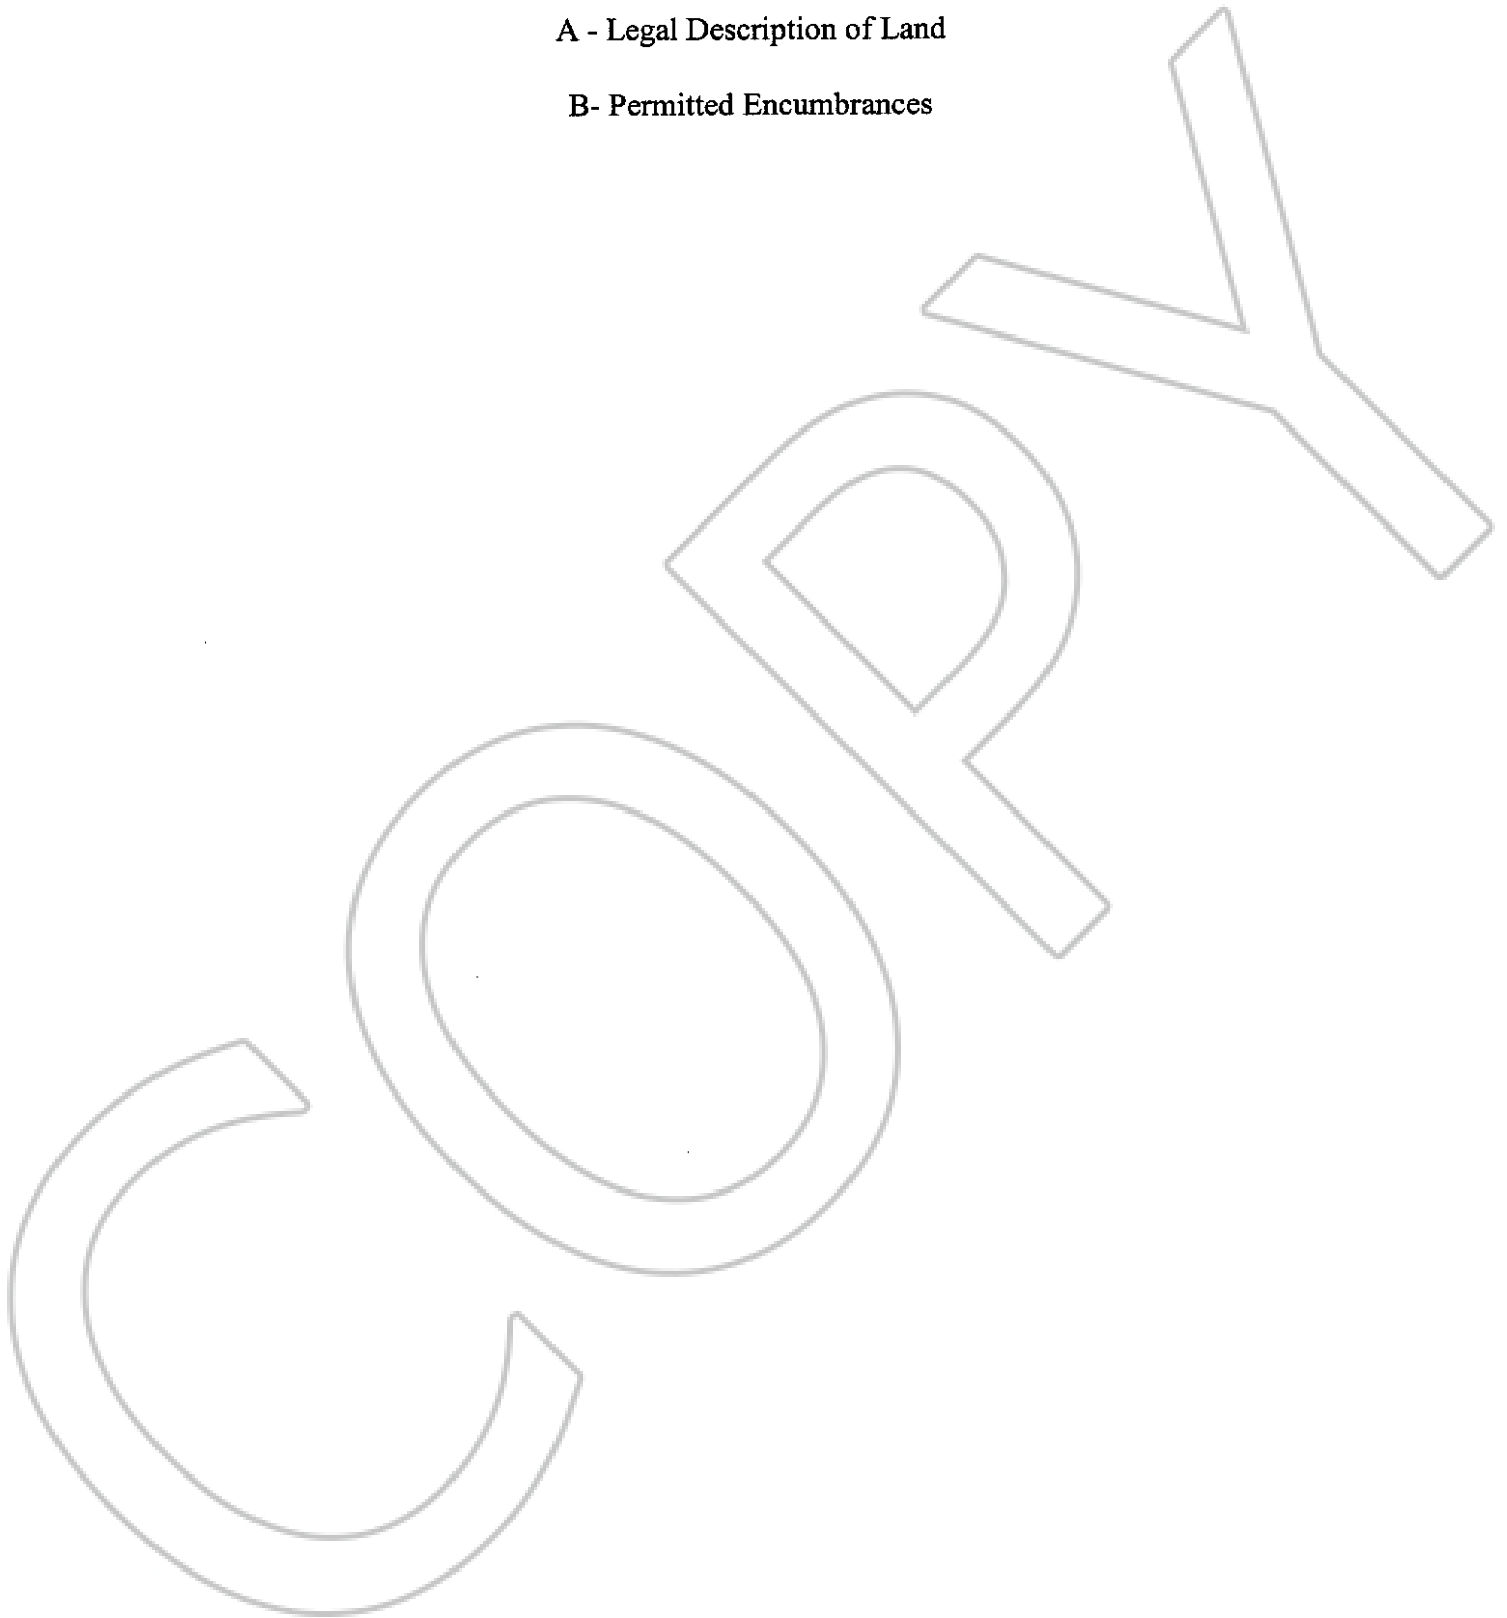 A - Legal Description of Land
B- Permitted Encumbrances
COPY